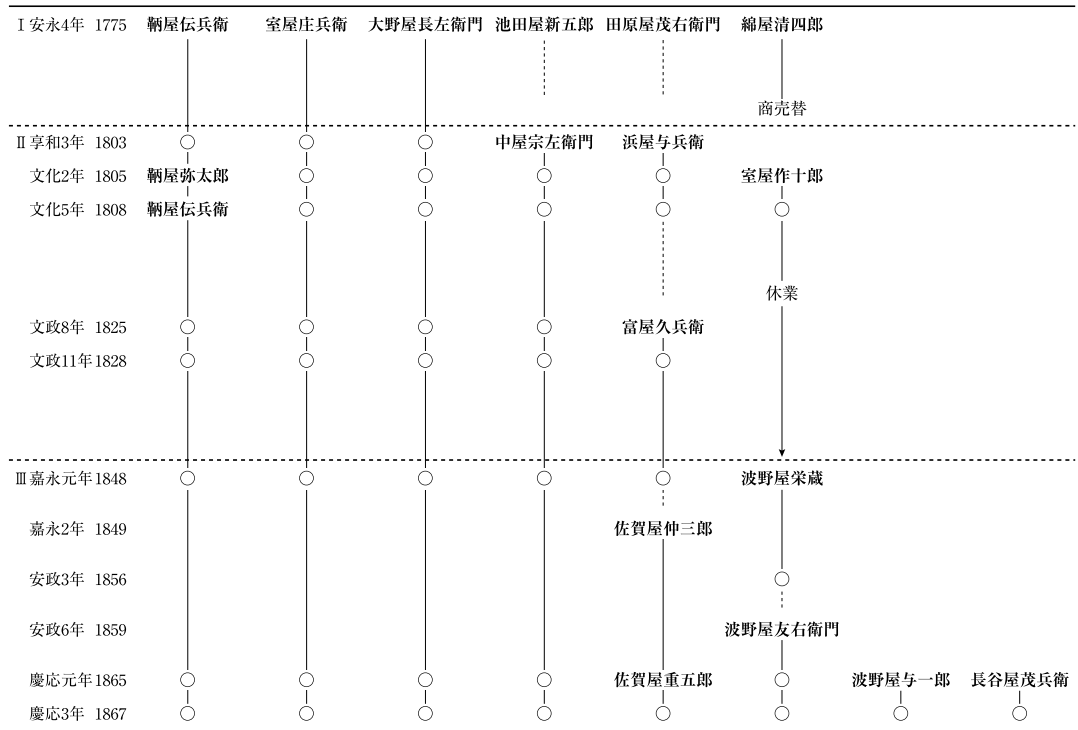 Ⅰ安永4年 1775 鞆屋伝兵衛 室屋庄兵衛 大野屋長左衛門 池田屋新五郎 田原屋茂右衛門 綿屋清四郎
商売替
Ⅱ享和3年 1803 ○ ○ ○ 中屋宗左衛門 浜屋与兵衛
文化2年 1805 鞆屋弥太郎 ○ ○ ○ ○ 室屋作十郎
文化5年 1808 鞆屋伝兵衛 ○ ○ ○ ○ ○
休業
文政8年 1825 ○ ○ ○ ○ 富屋久兵衛
文政11年 1828 ○ ○ ○ ○ ○
Ⅲ嘉永元年 1848 ○ ○ ○ ○ ○ 波野屋栄蔵
嘉永2年 1849 佐賀屋仲三郎
安政3年 1856 ○
安政6年 1859 波野屋友右衛門
慶応元年 1865 ○ ○ ○ ○ 佐賀屋重五郎 ○ 波野屋与一郎 長谷屋茂兵衛
慶応3年 1867 ○ ○ ○ ○ ○ ○ ○ ○